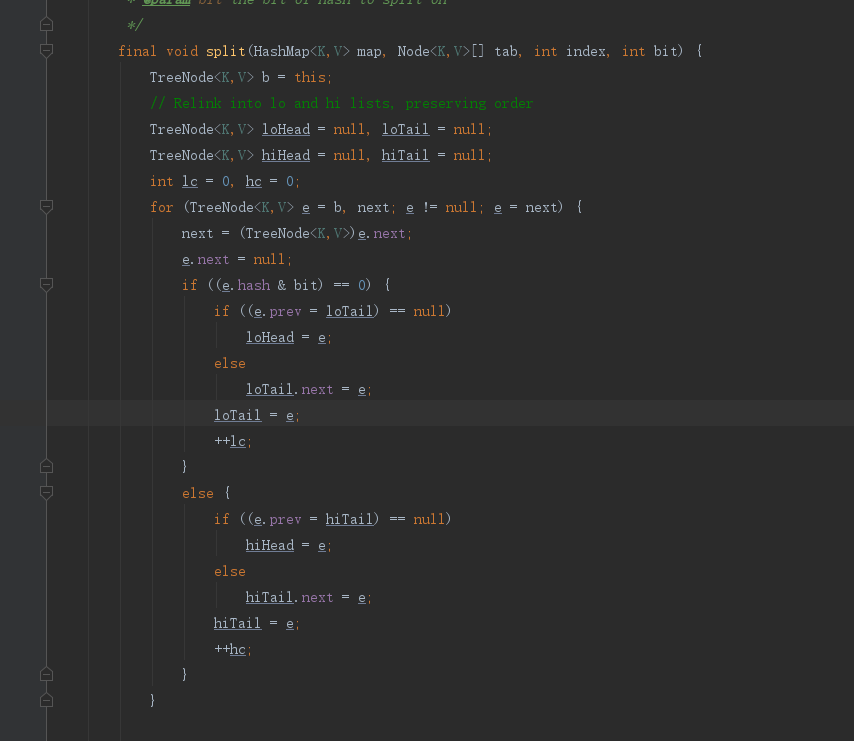 * @param bit the bit of hash to split on
*/
final void split(HashMap<K,V> map, Node<K,V>[] tab, int index, int bit) {
TreeNode<K,V> b = this;
// Relink into lo and hi lists, preserving order
TreeNode<K,V> loHead = null, loTail = null;
TreeNode<K,V> hiHead = null, hiTail = null;
int lc = 0, hc = 0;
for (TreeNode<K,V> e = b, next; e != null; e = next) {
next = (TreeNode<K,V>)e.next;
e.next = null;
if ((e.hash & bit) == 0) {
if ((e.prev = loTail) == null)
loHead = e;
else
loTail.next = e;
loTail = e;
++lc;
}
else {
if ((e.prev = hiTail) == null)
hiHead = e;
else
hiTail.next = e;
hiTail = e;
++hc;
}
}